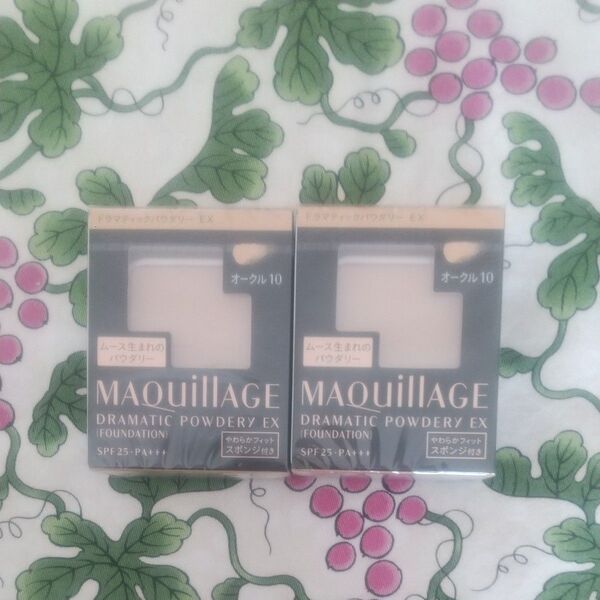 ドラマティックパウダリー EX
オークル10
ムース生まれの
パウダリー
MAQuillAGE
DRAMATIC POWDERY EX
(FOUNDATION)
SPF25・PA+++
やわらかフィット
スポンジ付き
ドラマティックパウダリー EX
オークル10
ムース生まれの
パウダリー
MAQuillAGE
DRAMATIC POWDERY EX
(FOUNDATION)
SPF25・PA+++
やわらかフィット
スポンジ付き